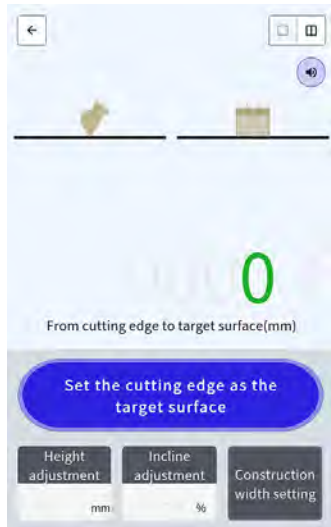 0
From cutting edge to target surface(mm)
Set the cutting edge as the
target surface
Height
adjustment
mm
Incline
adjustment
%
Construction
width setting